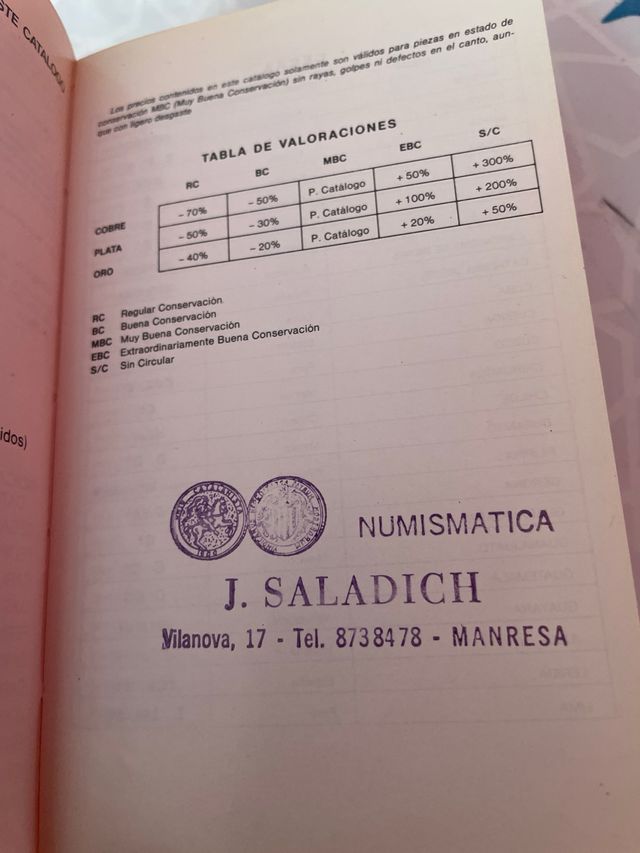 STE CATALOGO
Los precios contenidos en este catálogo solamente son válidos para piezas en estado de
conservación MBC (Muy Buena Conservación) sin rayas, golpes ni defectos en el canto, aun-
que con ligero desgaste
TABLA DE VALORACIONES
RC BC MBC EBC S/C
COBRE – 70% – 50% P. Catálogo + 50% + 300%
PLATA – 50% – 30% P. Catálogo + 100% + 200%
ORO – 40% – 20% P. Catálogo + 20% + 50%
RC Regular Conservación
BC Buena Conservación
MBC Muy Buena Conservación
EBC Extraordinariamente Buena Conservación
S/C Sin Circular
idos)
NUMISMATICA
J. SALADICH
Vilanova, 17 - Tel. 8738478 - MANRESA